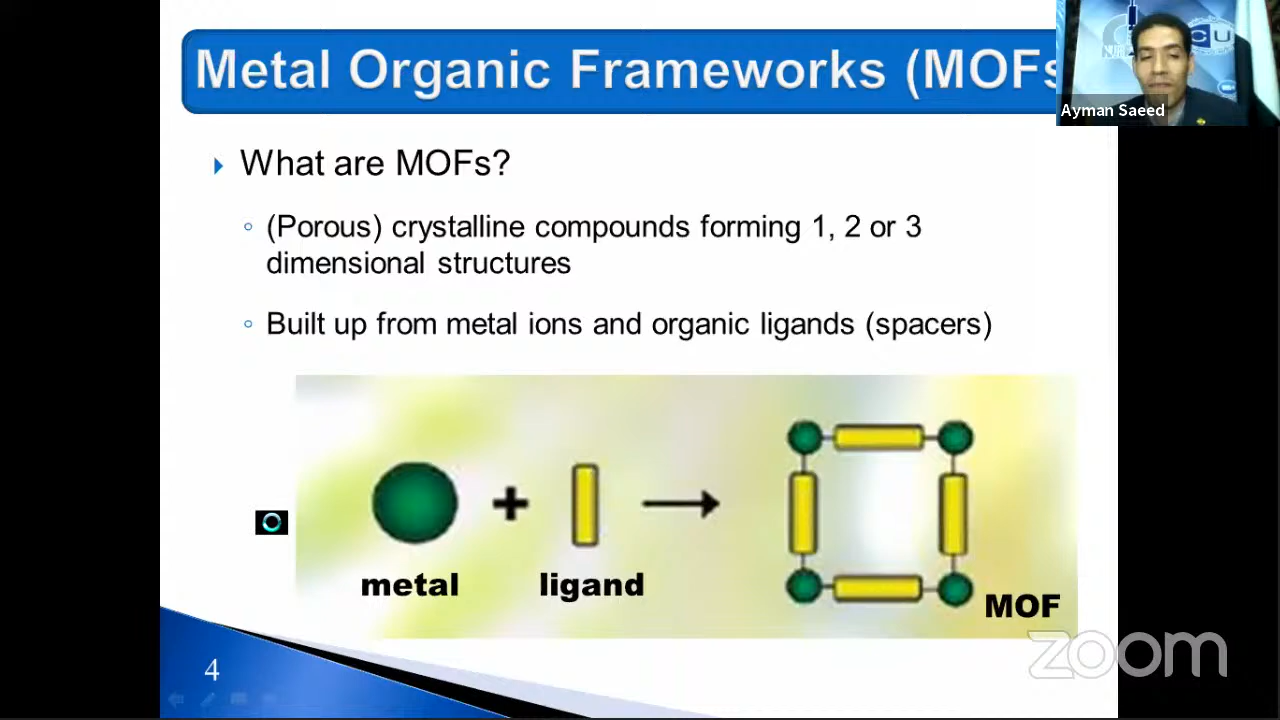 Metal Organic Frameworks (MOFs
Ayman Saeed
What are MOFs?
(Porous) crystalline compounds forming 1, 2 or 3
dimensional structures
Built up from metal ions and organic ligands (spacers)
metal
+
ligand
MOF
zoom
4